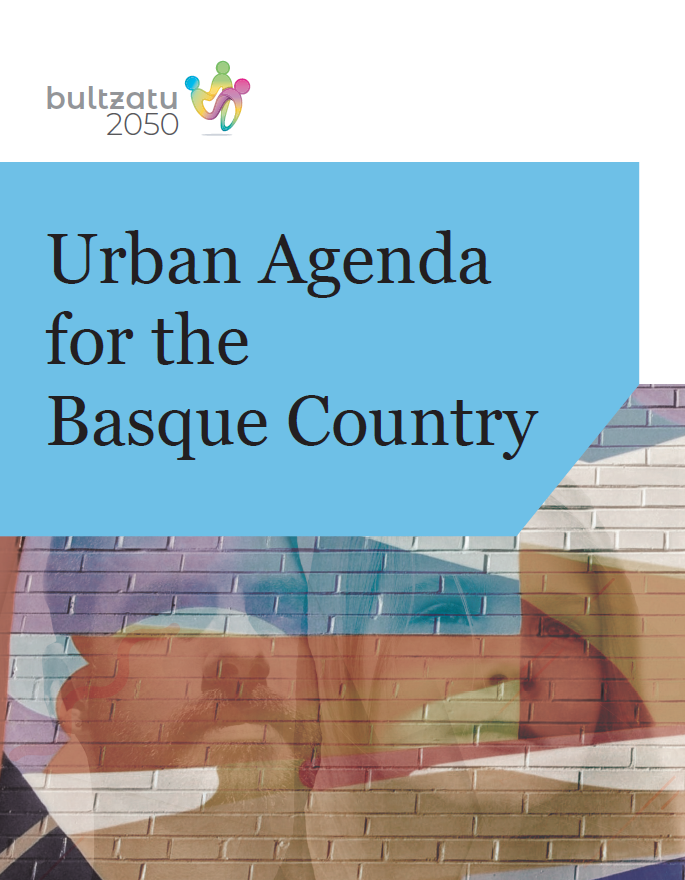 bultzatu
2050
Urban Agenda
for the
Basque Country